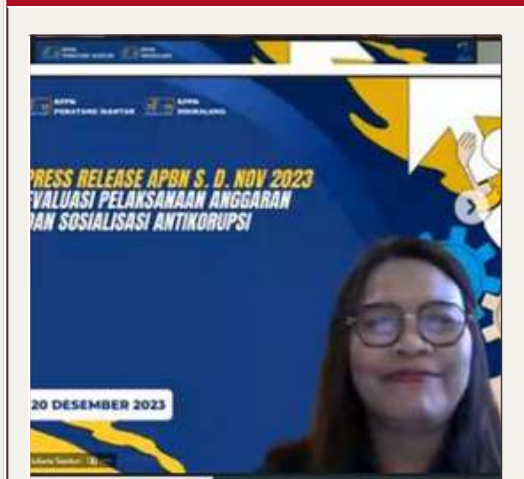 KPPN
PEMATANG SIANTAR
KPPN
SIDIKALANG
PRESS RELEASE APBN S. D. NOV 2023
EVALUASI PELAKSANAAN ANGGARAN
DAN SOSIALISASI ANTIKORUPSI
20 DESEMBER 2023